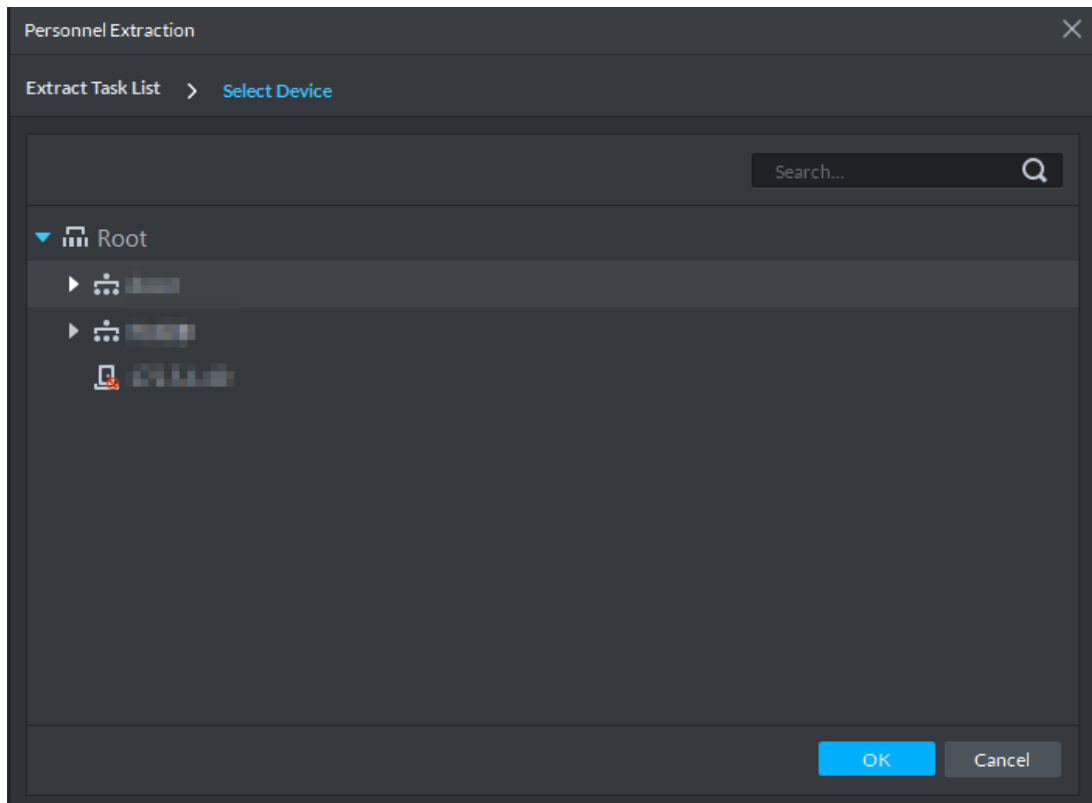 Personnel Extraction
Extract Task List > Select Device
Search...
Root
OK
Cancel